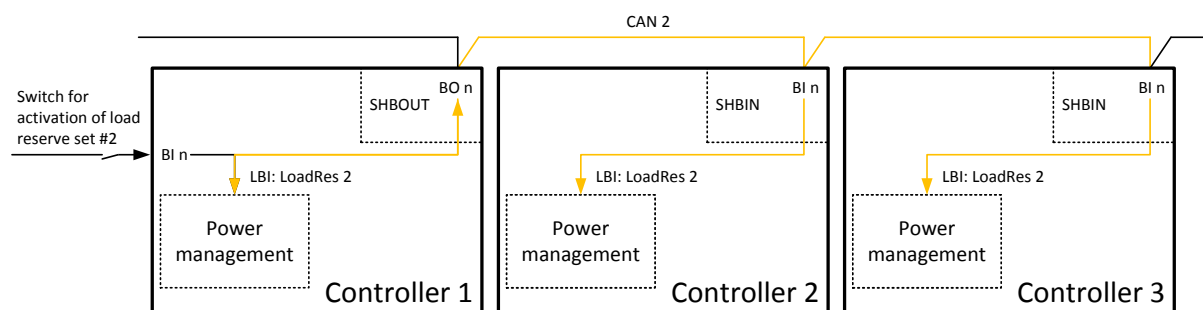 CAN 2
Switch for
activation of load
reserve set #2
BI n
SHBOUT
BO n
LBI: LoadRes 2
Power
management
Controller 1
SHBIN
BI n
LBI: LoadRes 2
Power
management
Controller 2
SHBIN
BI n
LBI: LoadRes 2
Power
management
Controller 3